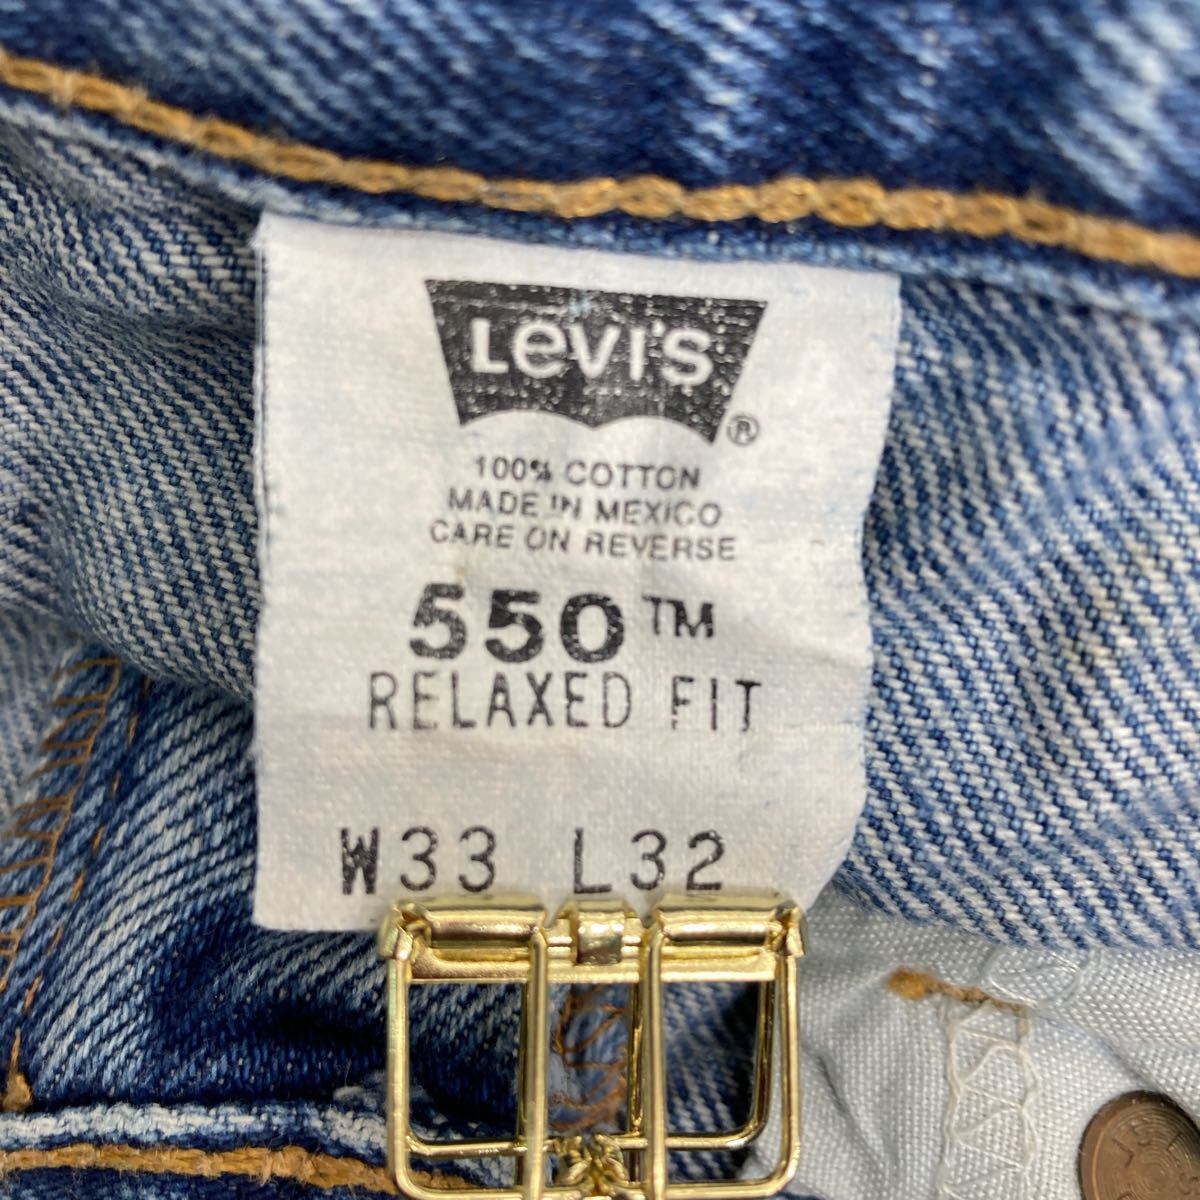 Levi's ®
100% COTTON
MADE IN MEXICO
CARE ON REVERSE
550™
RELAXED FIT
W33 L32